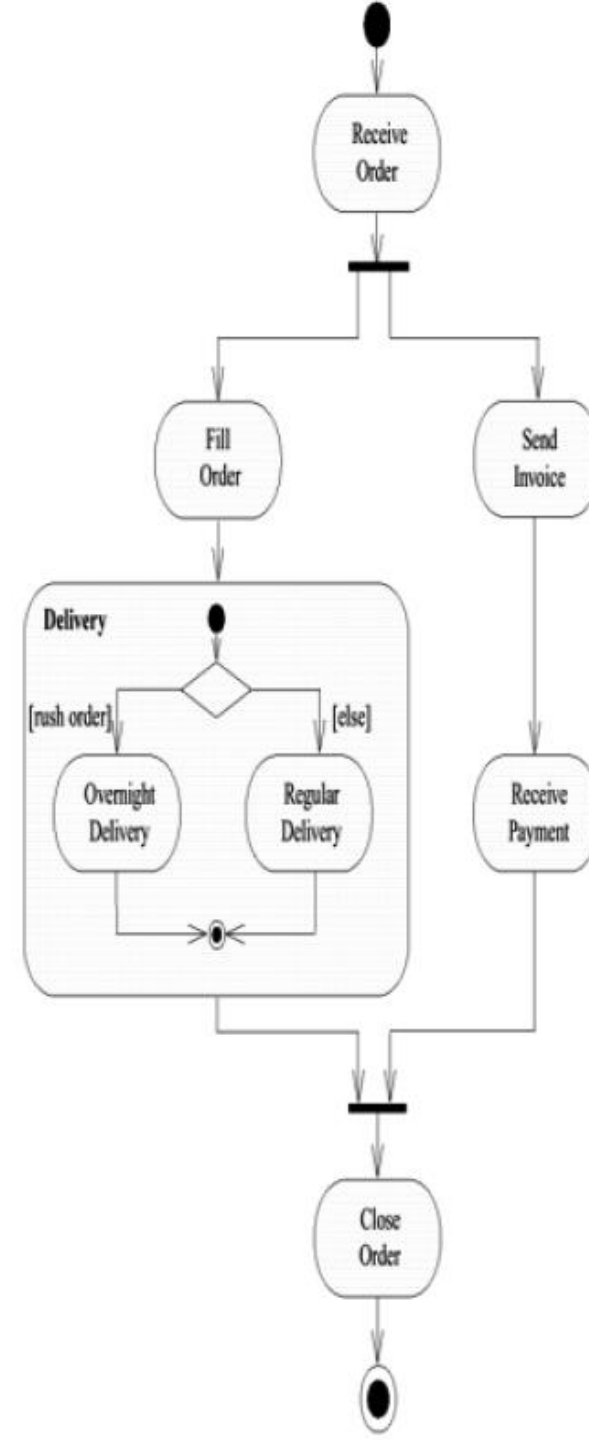 Receive
Order
Fill
Order
Send
Invoice
Delivery
[rush order]
[else]
Overnight
Delivery
Regular
Delivery
Receive
Payment
Close
Order